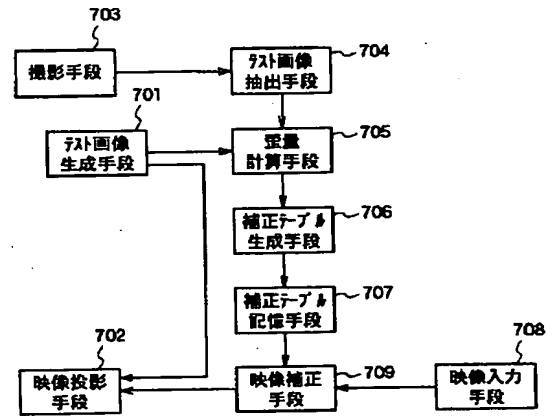 703
撮影手段
704
テスト画像
抽出手段
701
テスト画像
生成手段
705
歪量
計算手段
706
補正テーブル
生成手段
707
補正テーブル
記憶手段
702
映像投影
手段
709
映像補正
手段
708
映像入力
手段